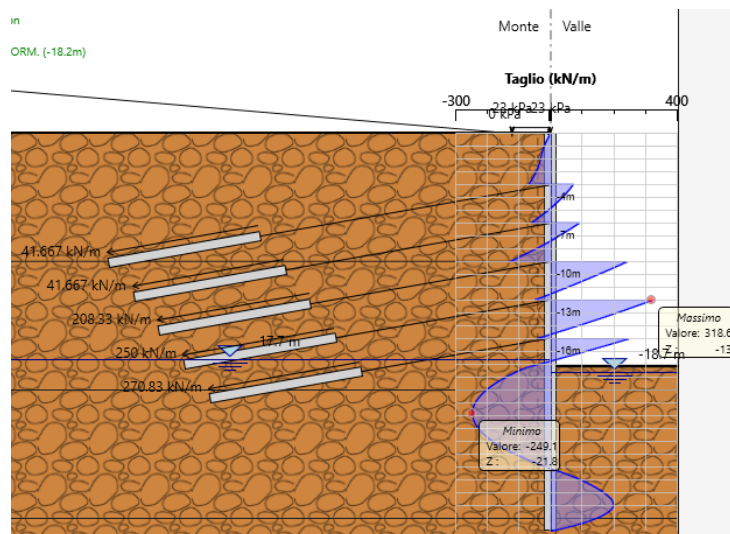 on
ORM. (-18.2m)
Monte Valle
Taglio (kN/m)
-300 400
-23 kPa-23 kPa
0 kPa
-4m
-7m
-10m
-13m
-16m
41.667 kN/m
41.667 kN/m
208.33 kN/m
250 kN/m
270.83 kN/m
17.7 m
-18.7 m
Massimo
Valore: 318.6
Z : -13
Minimo
Valore: -249.1
Z : -21.8